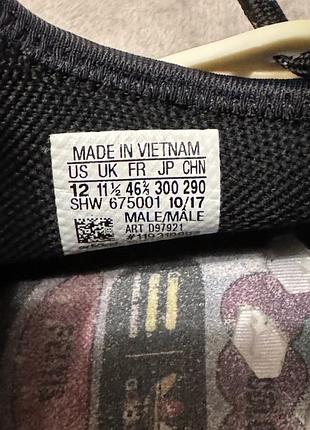 MADE IN VIETNAM
US UK FR JP CHN
12 11½ 46⅔ 300 290
SHW 675001 10/17
MALE/MÂLE
ART D97921